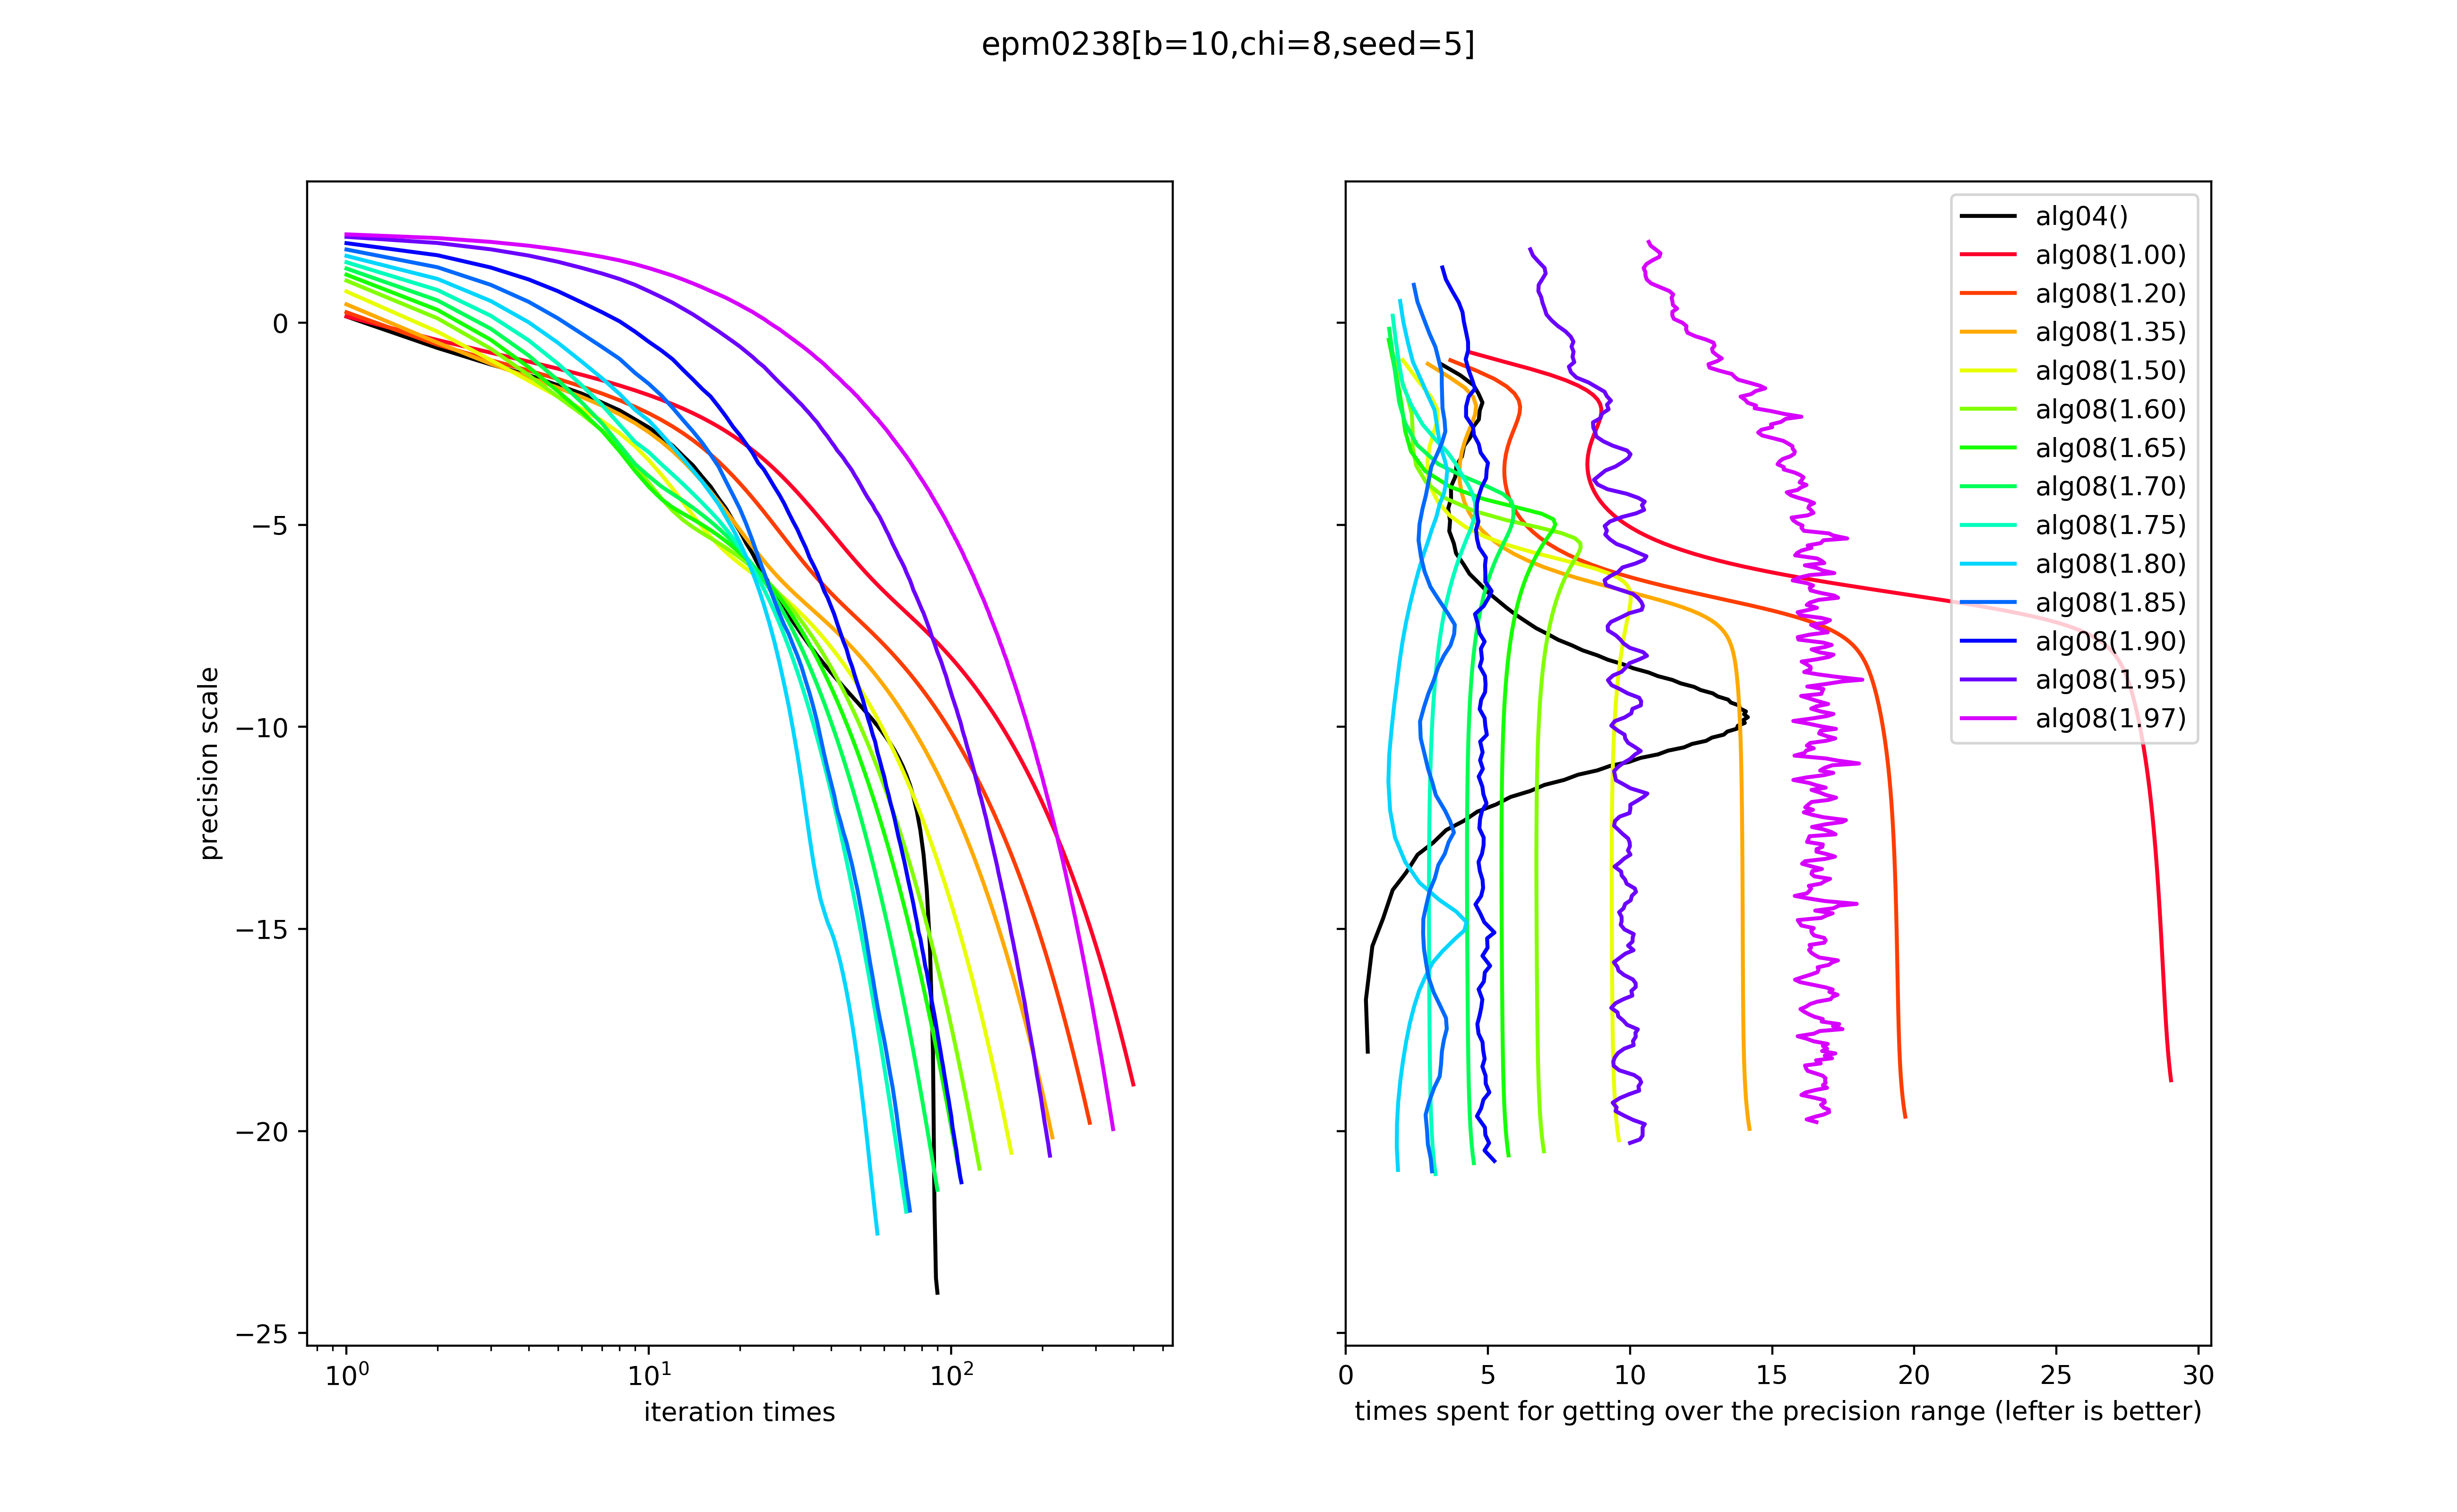 epm0238[b=10,chi=8,seed=5]
precision scale
0
−5
−10
−15
−20
−25
10⁰ 10¹ 10²
iteration times
alg04()
alg08(1.00)
alg08(1.20)
alg08(1.35)
alg08(1.50)
alg08(1.60)
alg08(1.65)
alg08(1.70)
alg08(1.75)
alg08(1.80)
alg08(1.85)
alg08(1.90)
alg08(1.95)
alg08(1.97)
0 5 10 15 20 25 30
times spent for getting over the precision range (lefter is better)